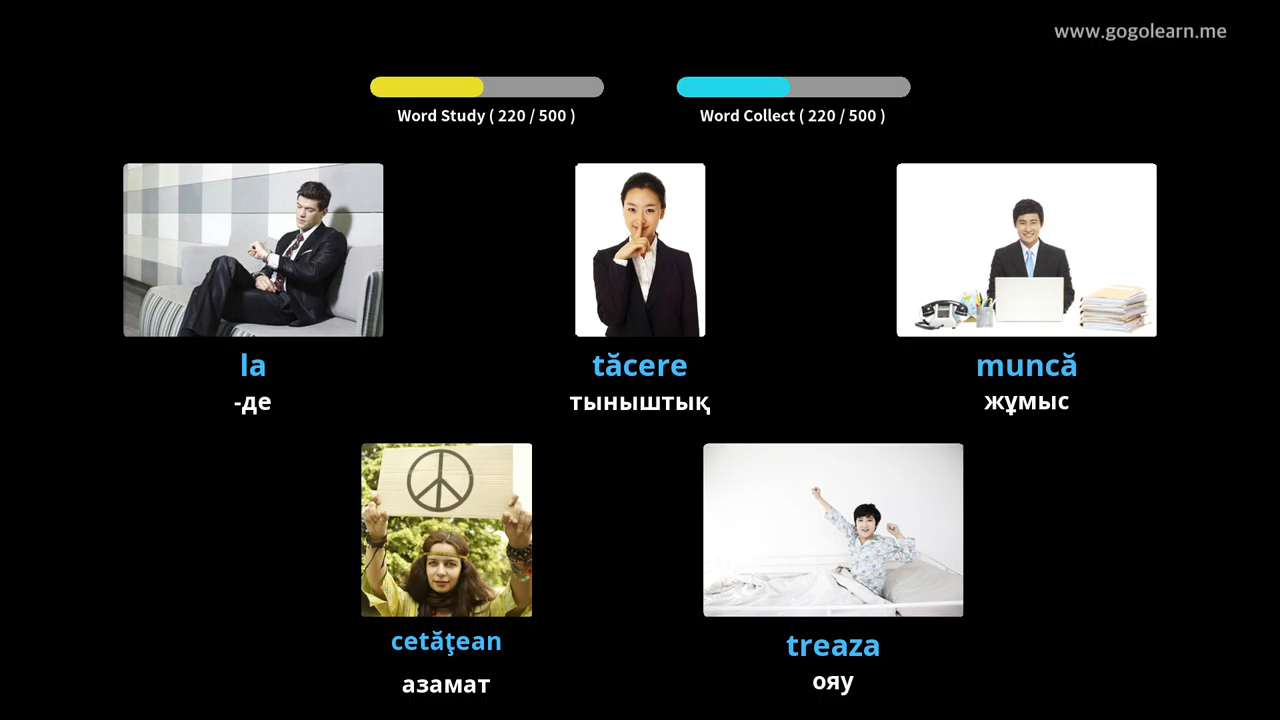 www.gogolearn.me
Word Study ( 220 / 500 )
Word Collect ( 220 / 500 )
la
-де
tăcere
тыныштық
muncă
жұмыс
cetăţean
азамат
treaza
ояу